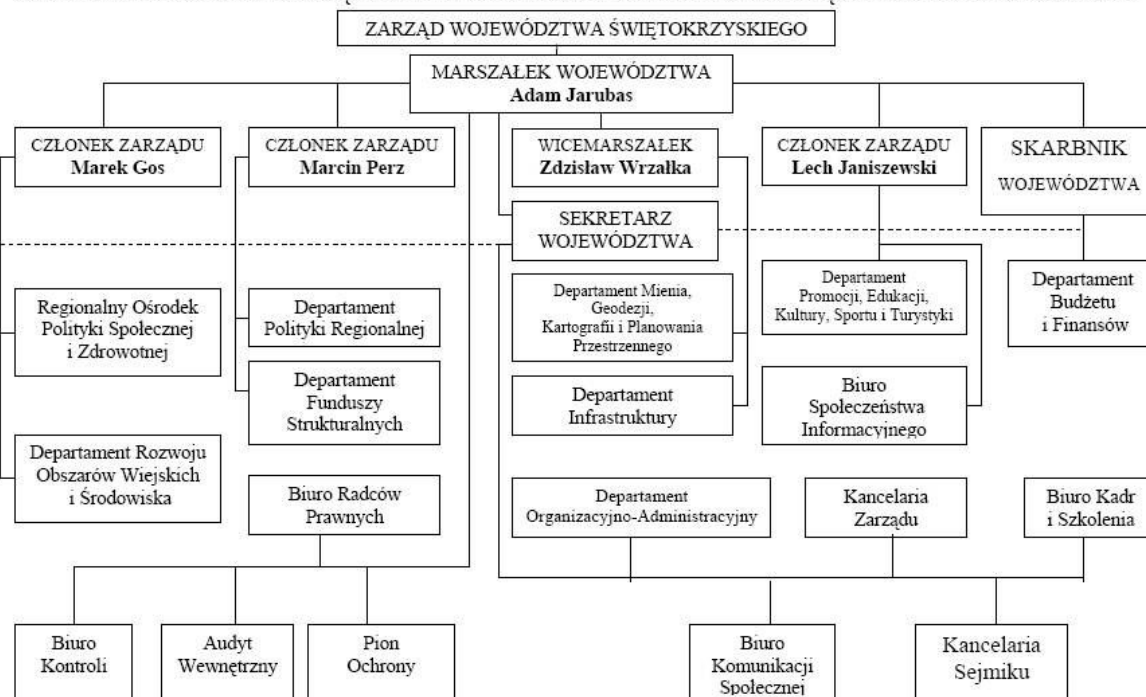 ZARZĄD WOJEWÓDZTWA ŚWIĘTOKRZYSKIEGO
MARSZAŁEK WOJEWÓDZTWA
Adam Jarubas
CZŁONEK ZARZĄDU
Marek Gos
CZŁONEK ZARZĄDU
Marcin Perz
WICEMARSZAŁEK
Zdzisław Wrzałka
CZŁONEK ZARZĄDU
Lech Janiszewski
SKARBNIK
WOJEWÓDZTWA
SEKRETARZ
WOJEWÓDZTWA
Regionalny Ośrodek
Polityki Społecznej
i Zdrowotnej
Departament
Polityki Regionalnej
Departament Mienia,
Geodezji,
Kartografii i Planowania
Przestrzennego
Departament
Promocji, Edukacji,
Kultury, Sportu i Turystyki
Departament
Budżetu
i Finansów
Departament
Funduszy
Strukturalnych
Departament
Infrastruktury
Biuro
Społeczeństwa
Informacyjnego
Departament Rozwoju
Obszarów Wiejskich
i Środowiska
Biuro Radców
Prawnych
Departament
Organizacyjno-Administracyjny
Kancelaria
Zarządu
Biuro Kadr
i Szkolenia
Biuro
Kontroli
Audyt
Wewnętrzny
Pion
Ochrony
Biuro
Komunikacji
Społecznej
Kancelaria
Sejmiku